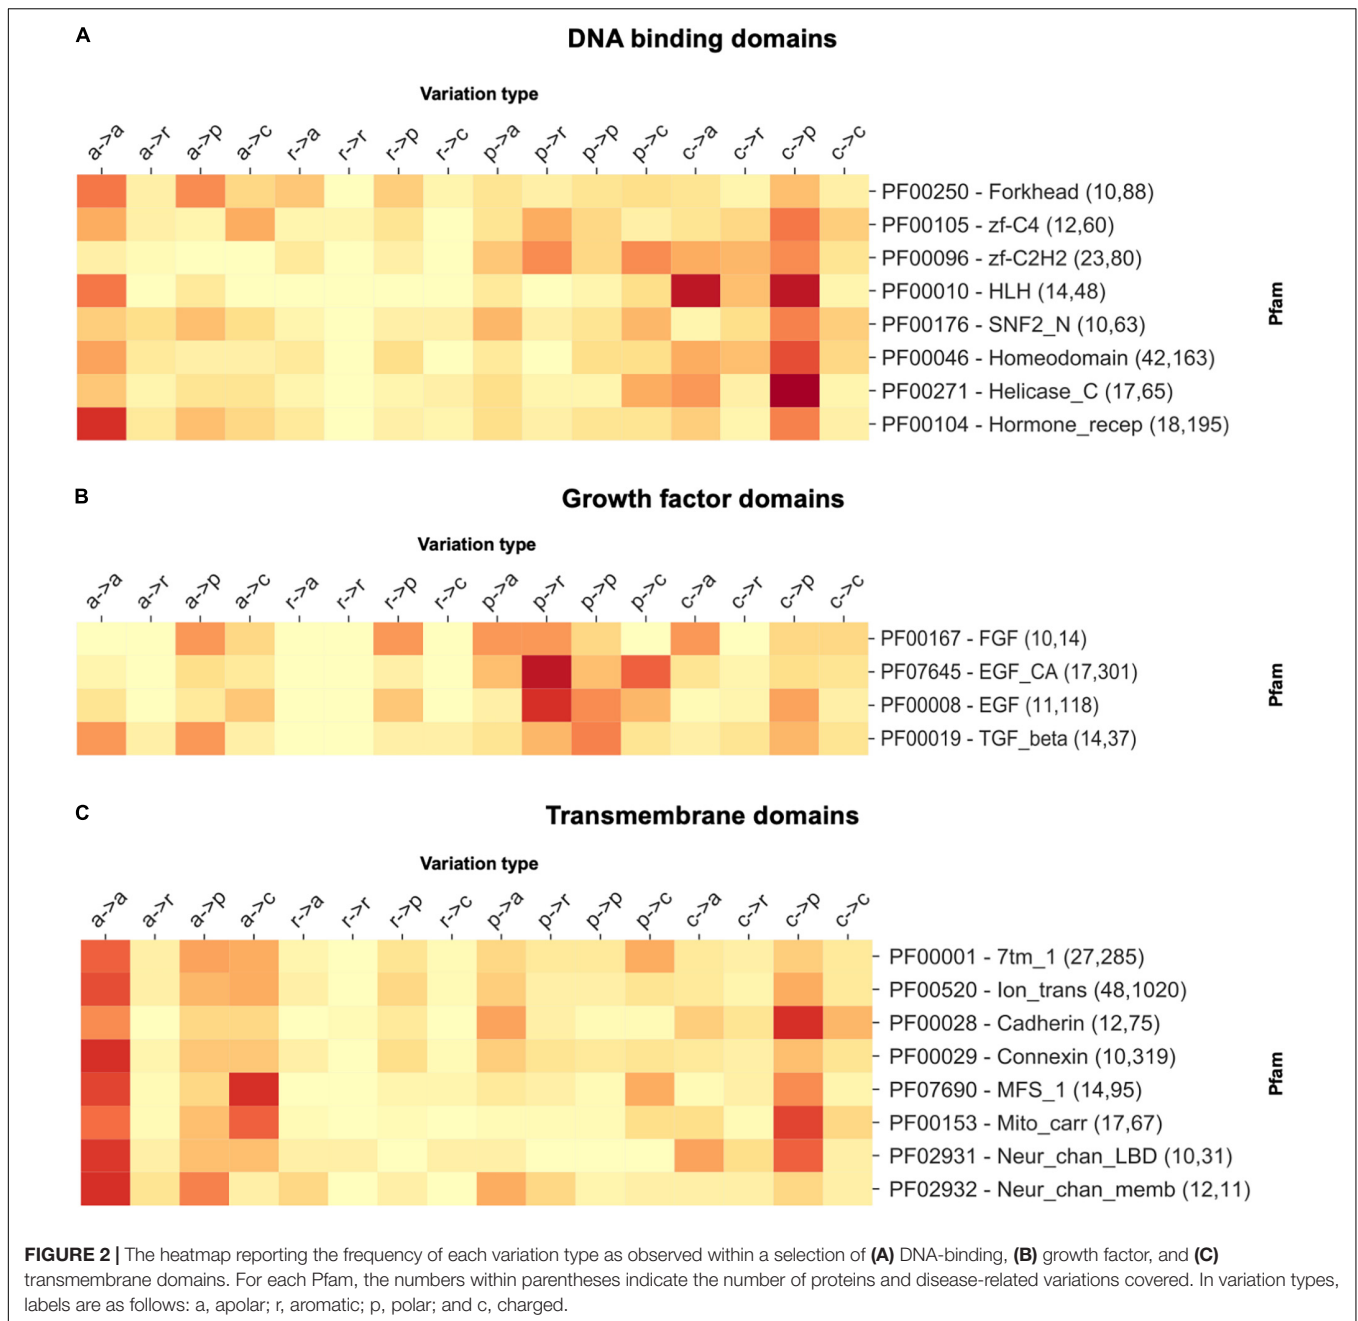 A
DNA binding domains
Variation type
a->a a->r a->p a->c r->a r->r r->p r->c p->a p->r p->p p->c c->a c->r c->p c->c
PF00250 - Forkhead (10,88)
PF00105 - zf-C4 (12,60)
PF00096 - zf-C2H2 (23,80)
PF00010 - HLH (14,48)
PF00176 - SNF2_N (10,63)
PF00046 - Homeodomain (42,163)
PF00271 - Helicase_C (17,65)
PF00104 - Hormone_recep (18,195)
Pfam
B
Growth factor domains
Variation type
a->a a->r a->p a->c r->a r->r r->p r->c p->a p->r p->p p->c c->a c->r c->p c->c
PF00167 - FGF (10,14)
PF07645 - EGF_CA (17,301)
PF00008 - EGF (11,118)
PF00019 - TGF_beta (14,37)
Pfam
C
Transmembrane domains
Variation type
a->a a->r a->p a->c r->a r->r r->p r->c p->a p->r p->p p->c c->a c->r c->p c->c
PF00001 - 7tm_1 (27,285)
PF00520 - Ion_trans (48,1020)
PF00028 - Cadherin (12,75)
PF00029 - Connexin (10,319)
PF07690 - MFS_1 (14,95)
PF00153 - Mito_carr (17,67)
PF02931 - Neur_chan_LBD (10,31)
PF02932 - Neur_chan_memb (12,11)
Pfam
FIGURE 2 | The heatmap reporting the frequency of each variation type as observed within a selection of (A) DNA-binding, (B) growth factor, and (C)
transmembrane domains. For each Pfam, the numbers within parentheses indicate the number of proteins and disease-related variations covered. In variation types,
labels are as follows: a, apolar; r, aromatic; p, polar; and c, charged.